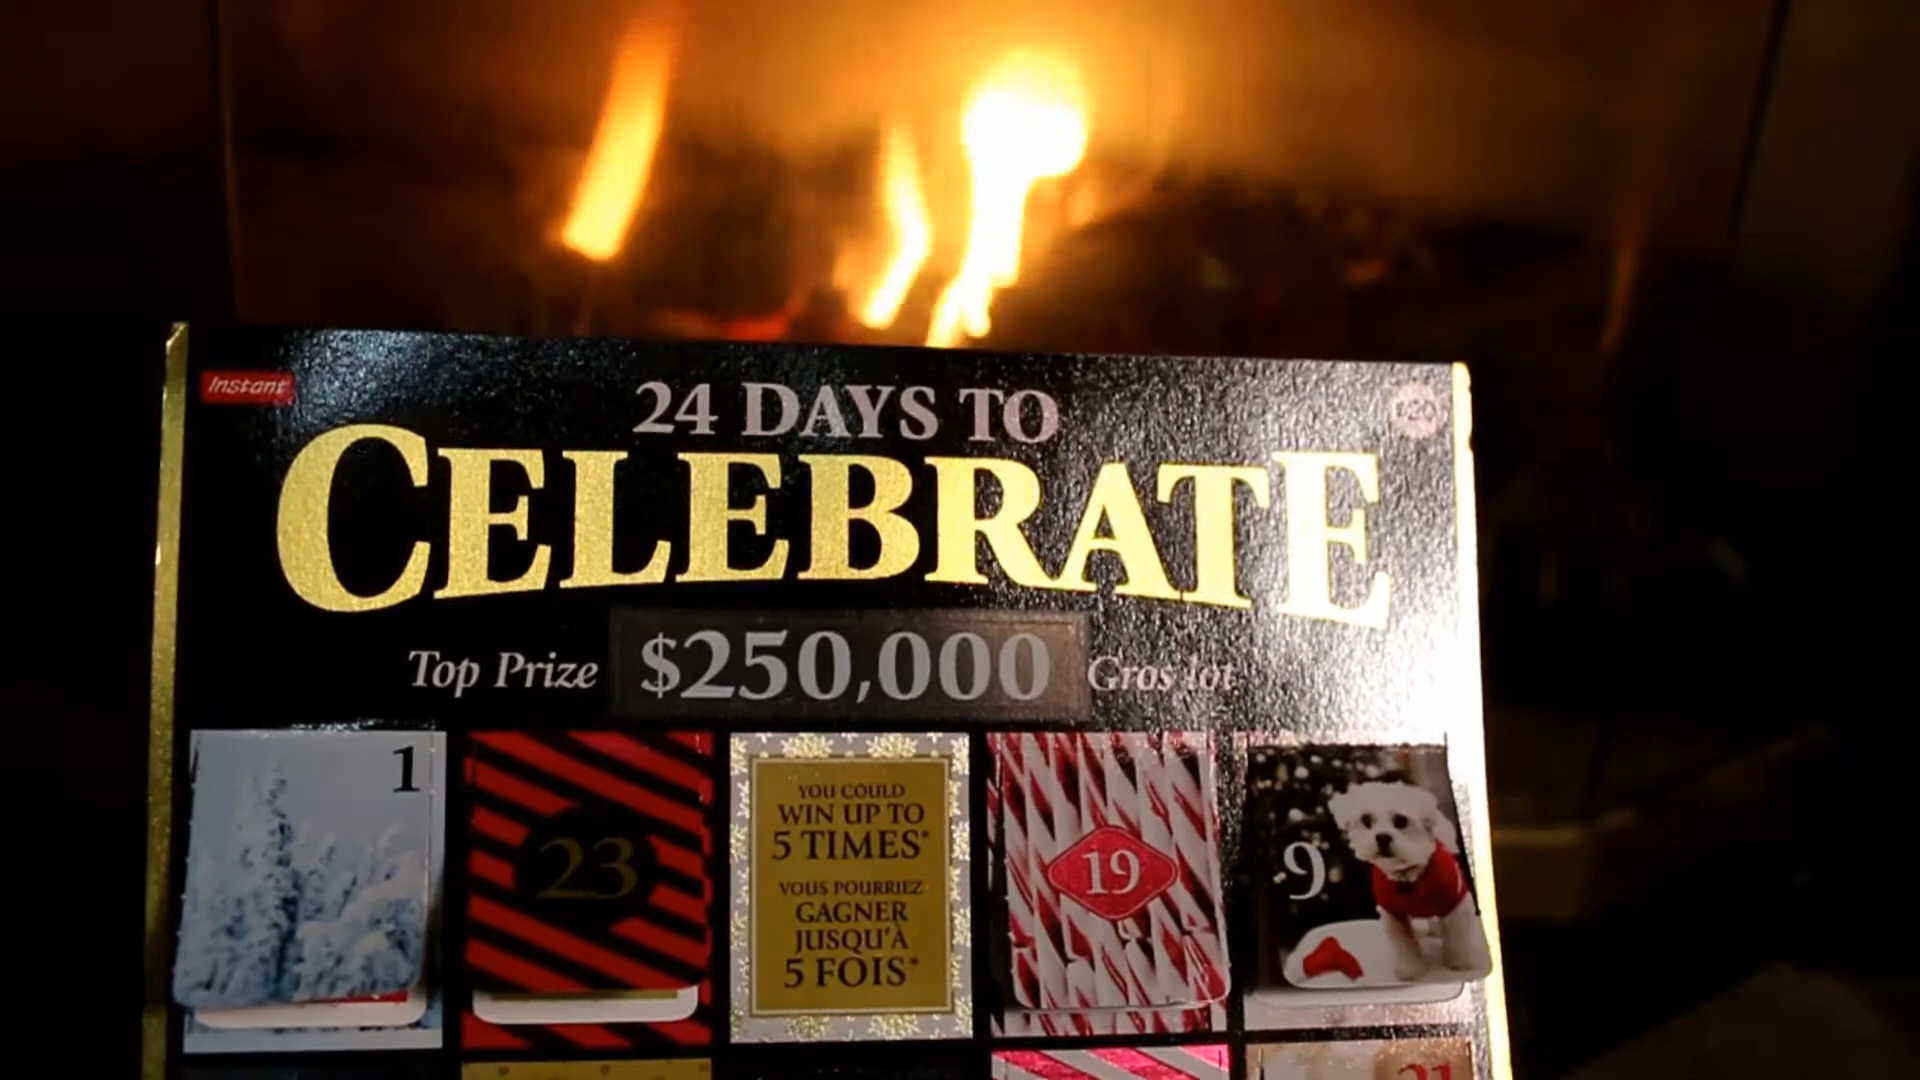 Instant
24 DAYS TO
$20
CELEBRATE
Top Prize $250,000 Gros lot
1
23
YOU COULD
WIN UP TO
5 TIMES*
VOUS POURRIEZ
GAGNER
JUSQU'À
5 FOIS*
19
9
21